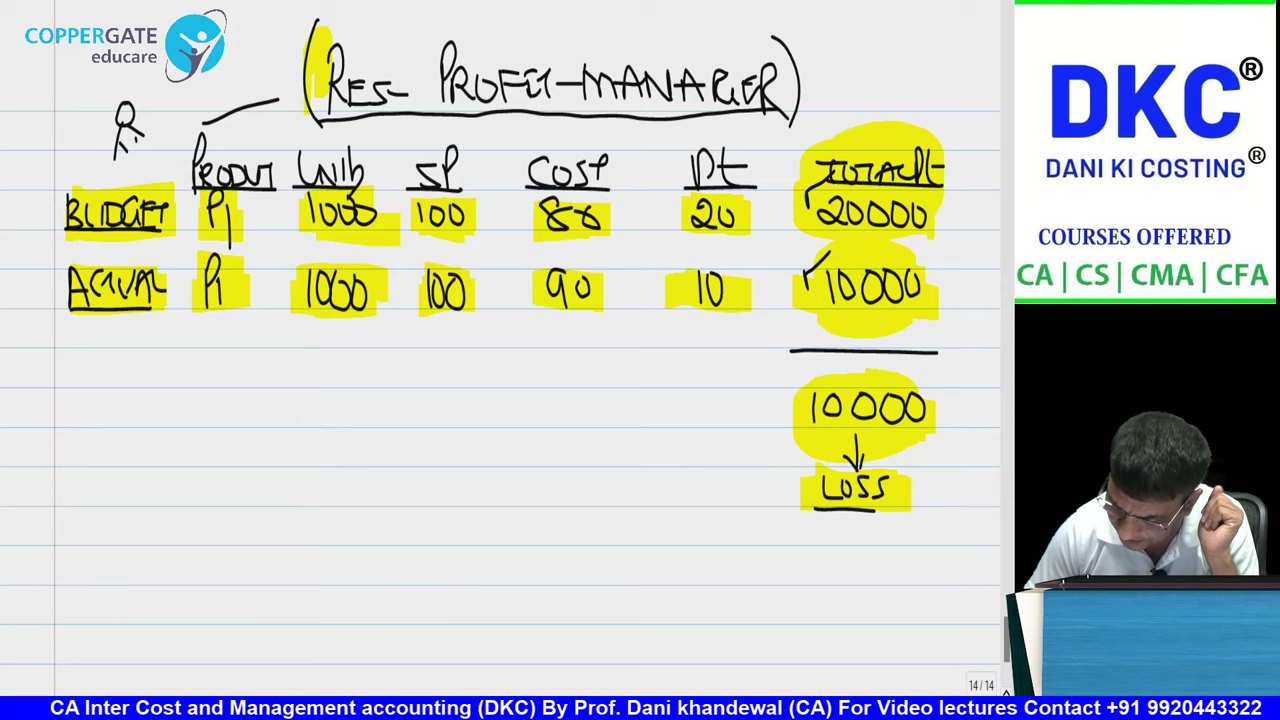 COPPERGATE
educare
(RES- PROFIT-MANAGER)
PRODUT Units SP COST Pt TOTAL Pt
BUDGET P1 1000 100 80 20 20000
ACTUAL P1 1000 100 90 10 10000
10000
LOSS
14 / 14
DKC®
DANI KI COSTING®
COURSES OFFERED
CA | CS | CMA | CFA
CA Inter Cost and Management accounting (DKC) By Prof. Dani khandewal (CA) For Video lectures Contact +91 9920443322